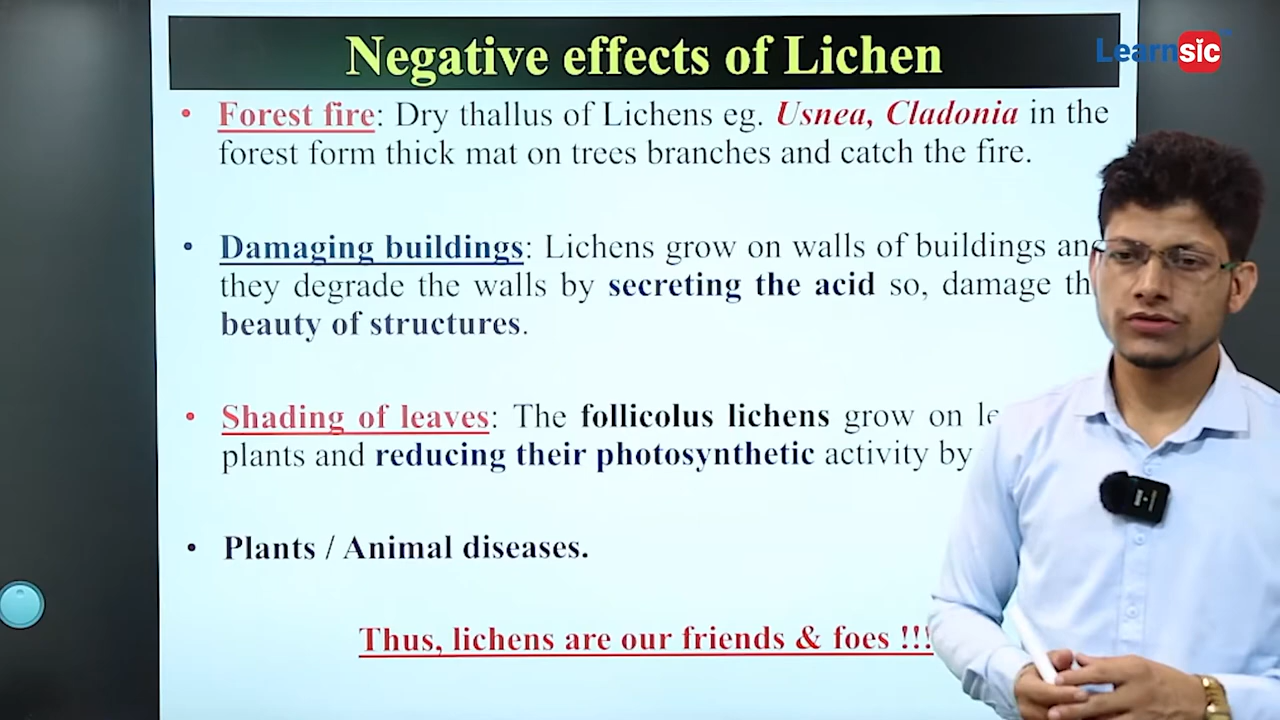 Negative effects of Lichen
Learnsic
• Forest fire: Dry thallus of Lichens eg. Usnea, Cladonia in the
forest form thick mat on trees branches and catch the fire.
• Damaging buildings: Lichens grow on walls of buildings
they degrade the walls by secreting the acid so, damage
beauty of structures.
• Shading of leaves: The follicolus lichens grow on
plants and reducing their photosynthetic activity by
• Plants / Animal diseases.
Thus, lichens are our friends & foes !!!